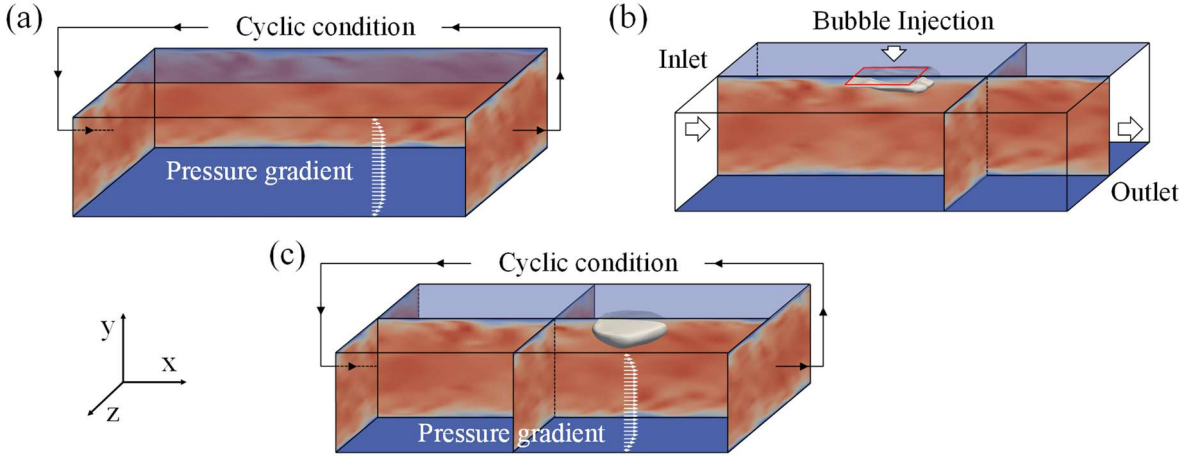 (a)
Cyclic condition
Pressure gradient
(b)
Bubble Injection
Inlet
Outlet
(c)
Cyclic condition
Pressure gradient
y
x
z